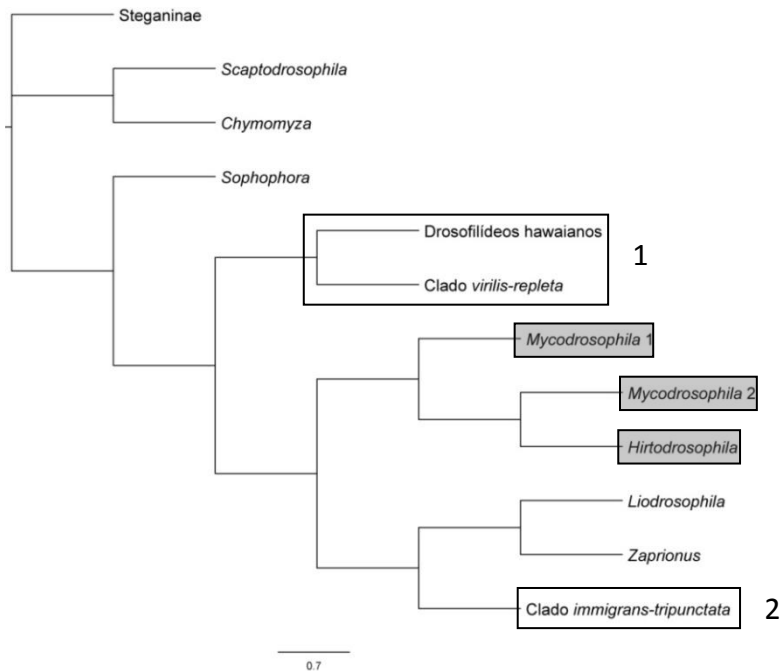 Steganinae
Scaptodrosophila
Chymomyza
Sophophora
Drosofilídeos hawaianos
1
Clado virilis-repleta
Mycodrosophila 1
Mycodrosophila 2
Hirtodrosophila
Liodrosophila
Zaprionus
Clado immigrans-tripunctata
2
0.7